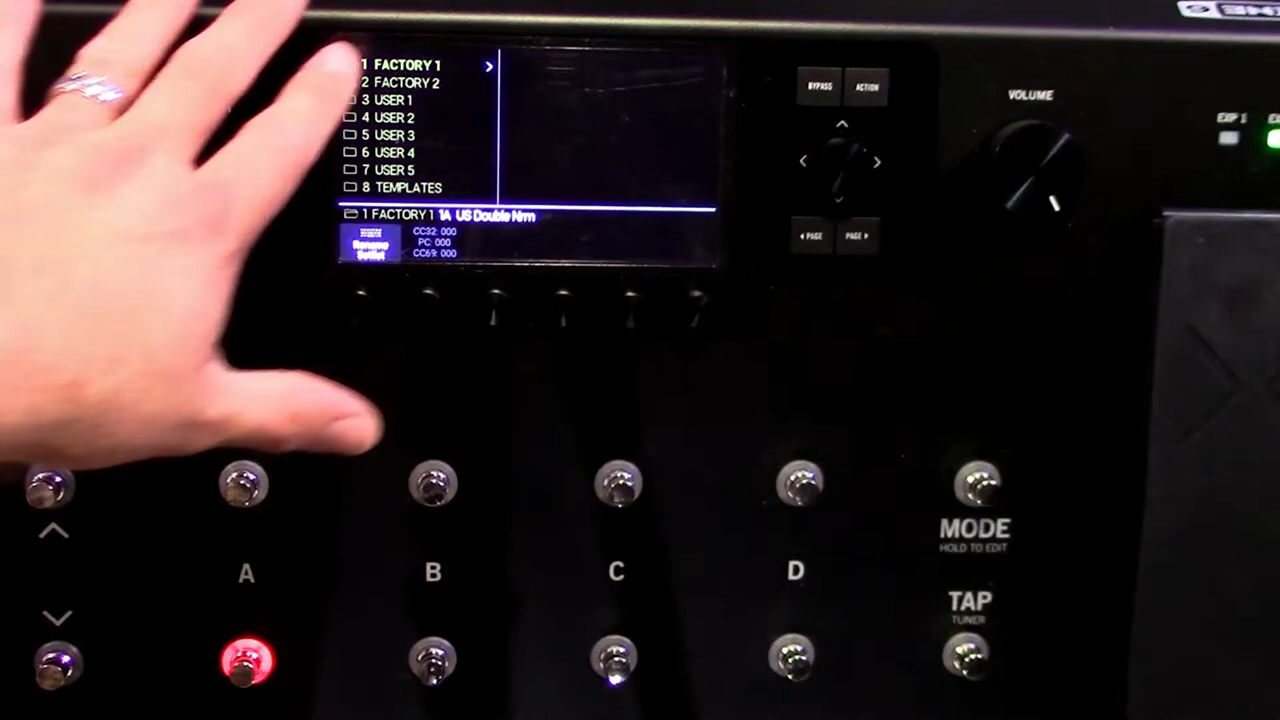 1 FACTORY 1 >
2 FACTORY 2
3 USER 1
4 USER 2
5 USER 3
6 USER 4
7 USER 5
8 TEMPLATES
1 FACTORY 1 1A US Double Nrm
Rename
Setlist
CC32: 000
PC: 000
CC69: 000
BYPASS
ACTION
PAGE
PAGE
VOLUME
EXP 1
MODE
HOLD TO EDIT
A
B
C
D
TAP
TUNER